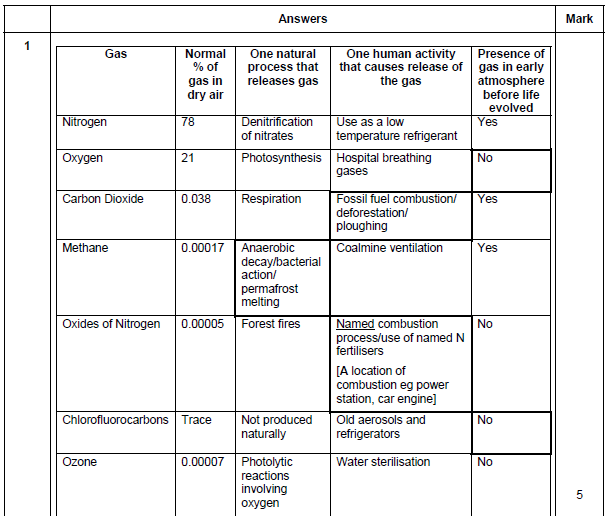 Answers
Mark
1
Gas
Normal
% of
gas in
dry air
One natural
process that
releases gas
One human activity
that causes release of
the gas
Presence of
gas in early
atmosphere
before life
evolved
Nitrogen
78
Denitrification
of nitrates
Use as a low
temperature refrigerant
Yes
Oxygen
21
Photosynthesis
Hospital breathing
gases
No
Carbon Dioxide
0.038
Respiration
Fossil fuel combustion/
deforestation/
ploughing
Yes
Methane
0.00017
Anaerobic
decay/bacterial
action/
permafrost
melting
Coalmine ventilation
Yes
Oxides of Nitrogen
0.00005
Forest fires
Named combustion
process/use of named N
fertilisers
[A location of
combustion eg power
station, car engine]
No
Chlorofluorocarbons
Trace
Not produced
naturally
Old aerosols and
refrigerators
No
Ozone
0.00007
Photolytic
reactions
involving
oxygen
Water sterilisation
No
5